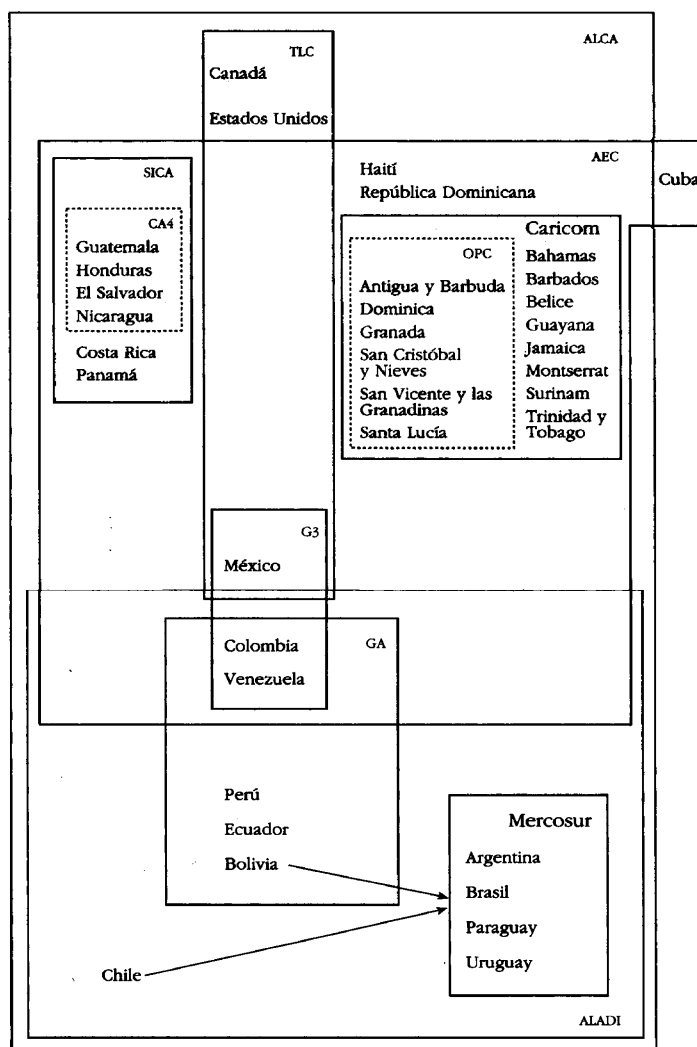 TLC
ALCA
Canadá
Estados Unidos
AEC
SICA
Haití
República Dominicana
Cuba
CA4
Guatemala
Honduras
El Salvador
Nicaragua
Costa Rica
Panamá
Caricom
OPC
Antigua y Barbuda
Dominica
Granada
San Cristóbal
y Nieves
San Vicente y las
Granadinas
Santa Lucía
Bahamas
Barbados
Belice
Guayana
Jamaica
Montserrat
Surinam
Trinidad y
Tobago
G3
México
Colombia
GA
Venezuela
Perú
Ecuador
Bolivia
Mercosur
Argentina
Brasil
Paraguay
Uruguay
Chile
ALADI